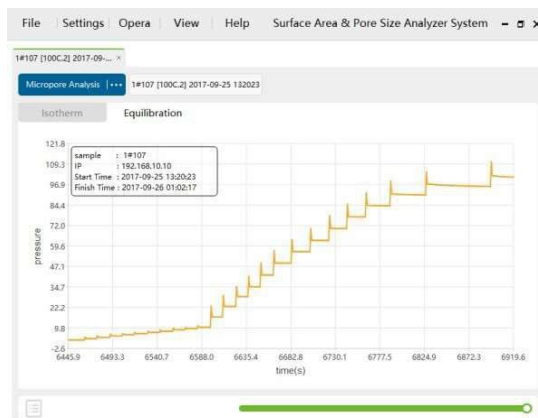 File Settings Opera View Help Surface Area & Pore Size Analyzer System
1#107 [100C.2] 2017-09-...
Micropore Analysis 1#107 [100C.2] 2017-09-25 132023
Isotherm Equilibration
121.8
109.3
96.9
84.4
72.0
59.6
47.1
34.7
22.2
9.8
-2.6
pressure
sample : 1#107
IP : 192.168.10.10
Start Time : 2017-09-25 13:20:23
Finish Time : 2017-09-26 01:02:17
6445.9 6493.3 6540.7 6588.0 6635.4 6682.8 6730.1 6777.5 6824.9 6872.3 6919.6
time(s)